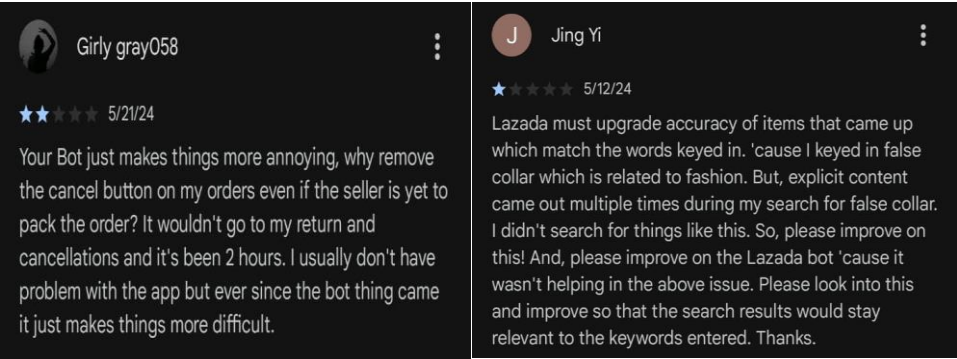 Girly gray058
5/21/24
Your Bot just makes things more annoying, why remove
the cancel button on my orders even if the seller is yet to
pack the order? It wouldn't go to my return and
cancellations and it's been 2 hours. I usually don't have
problem with the app but ever since the bot thing came
it just makes things more difficult.
J
Jing Yi
5/12/24
Lazada must upgrade accuracy of items that came up
which match the words keyed in. 'cause I keyed in false
collar which is related to fashion. But, explicit content
came out multiple times during my search for false collar.
I didn't search for things like this. So, please improve on
this! And, please improve on the Lazada bot 'cause it
wasn't helping in the above issue. Please look into this
and improve so that the search results would stay
relevant to the keywords entered. Thanks.